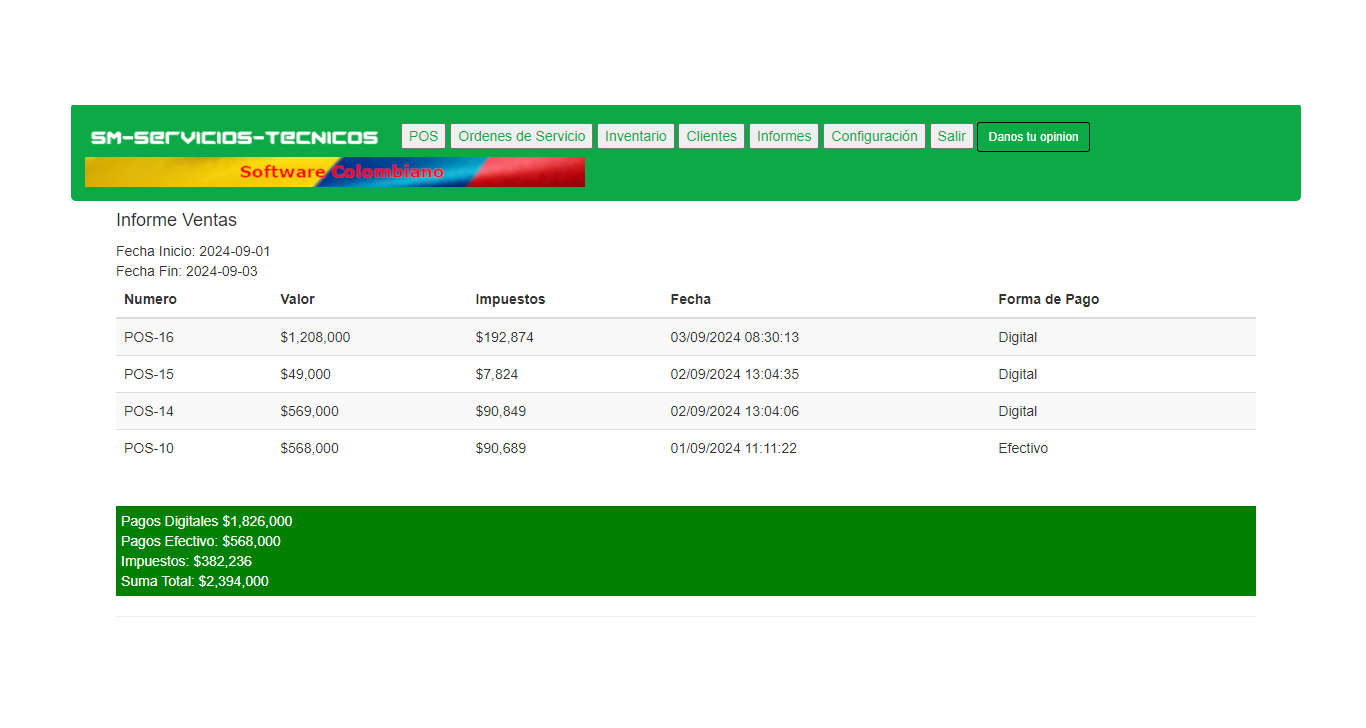 SM-SERVICIOS-TECNICOS POS Ordenes de Servicio Inventario Clientes Informes Configuración Salir Danos tu opinion
Software Colombiano
Informe Ventas
Fecha Inicio: 2024-09-01
Fecha Fin: 2024-09-03
Numero Valor Impuestos Fecha Forma de Pago
POS-16 $1,208,000 $192,874 03/09/2024 08:30:13 Digital
POS-15 $49,000 $7,824 02/09/2024 13:04:35 Digital
POS-14 $569,000 $90,849 02/09/2024 13:04:06 Digital
POS-10 $568,000 $90,689 01/09/2024 11:11:22 Efectivo
Pagos Digitales $1,826,000
Pagos Efectivo: $568,000
Impuestos: $382,236
Suma Total: $2,394,000